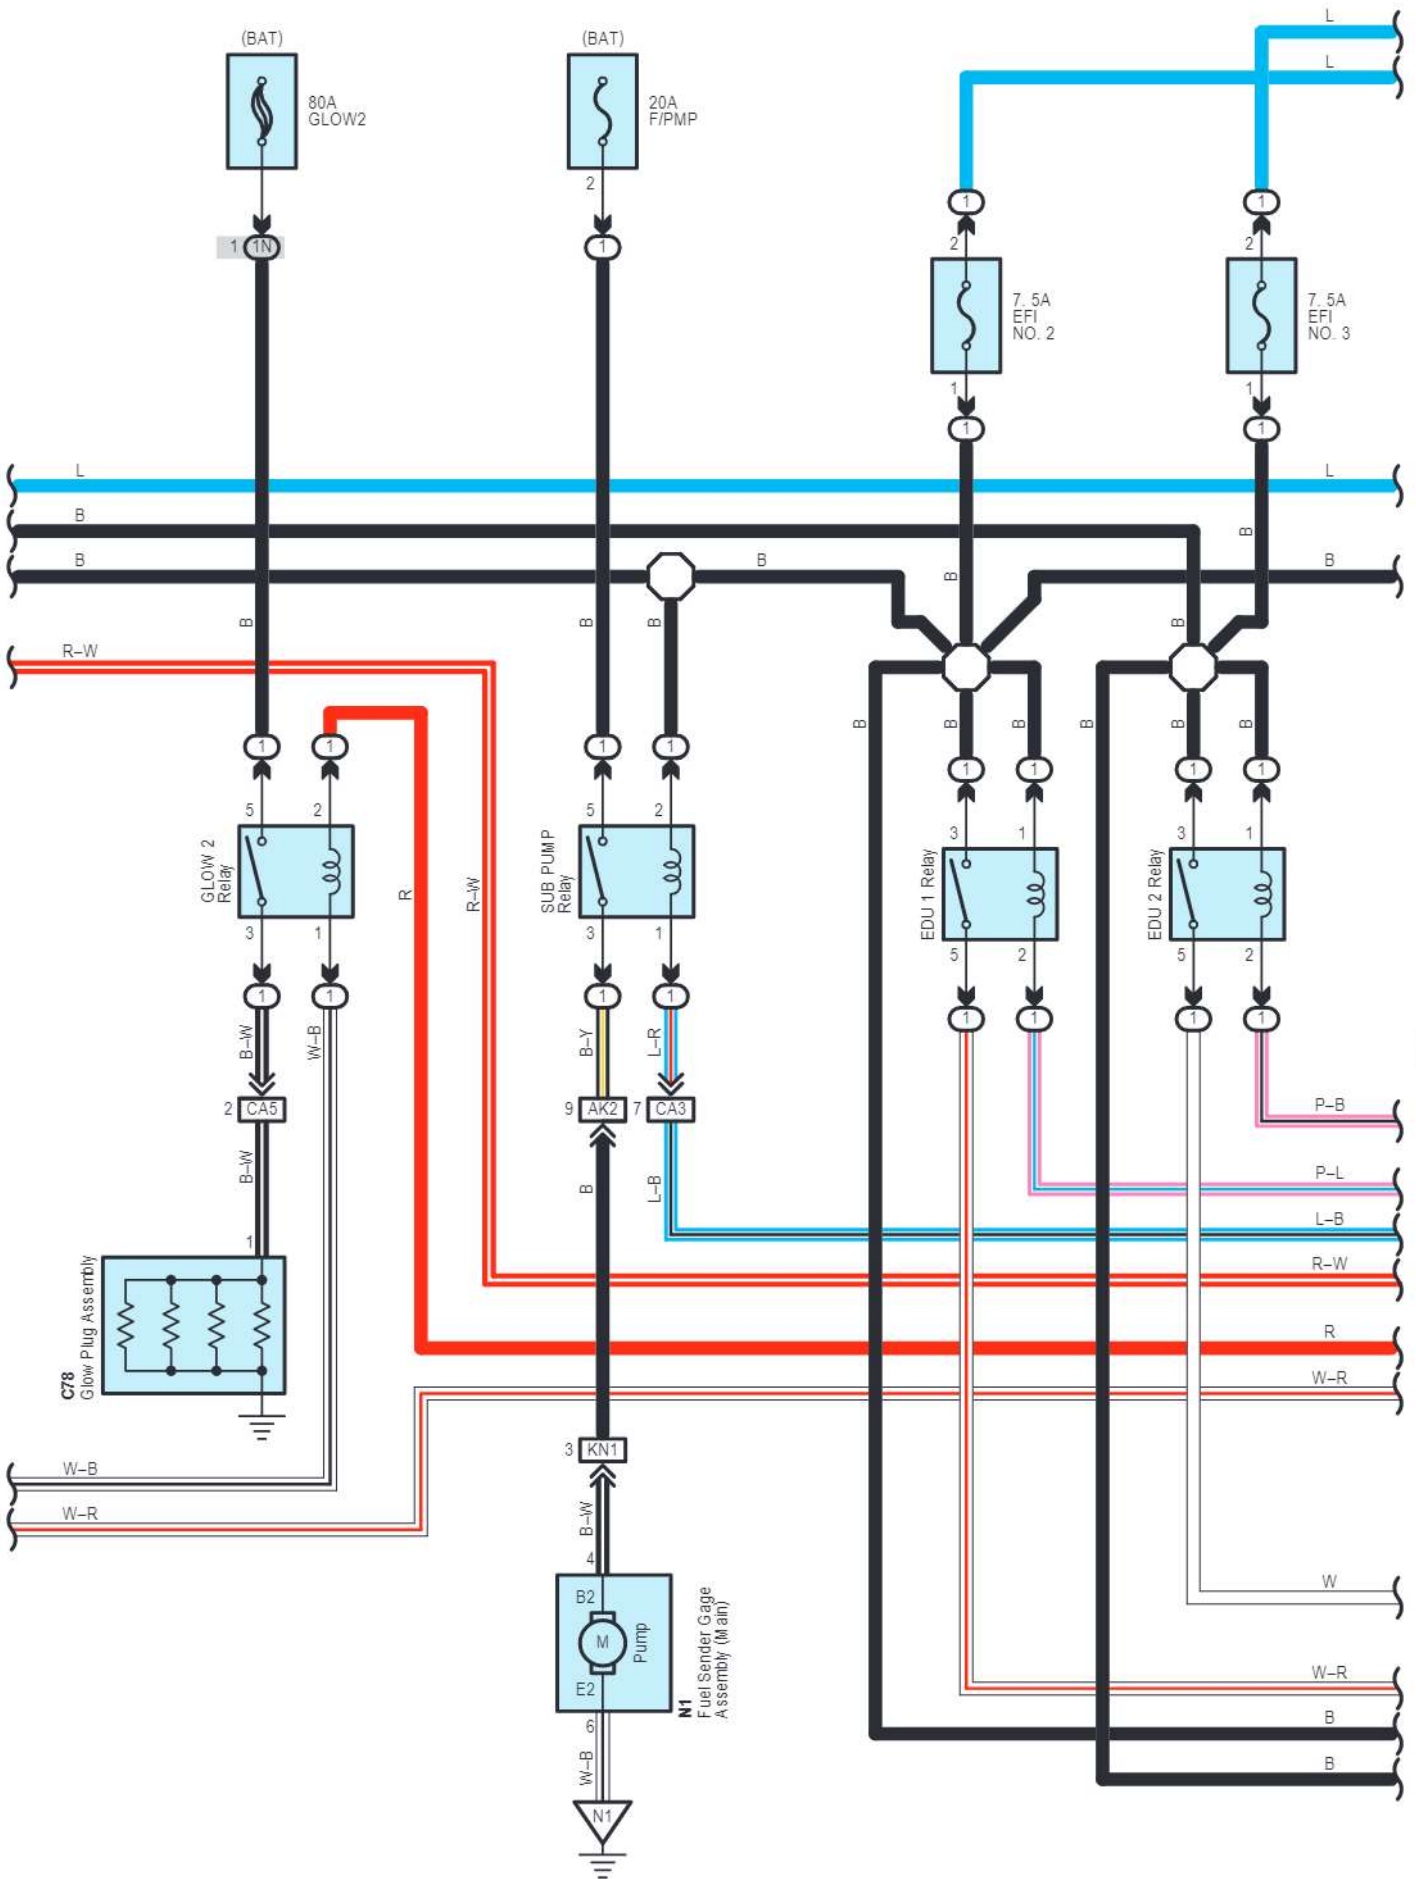 L
(BAT)
(BAT)
L
80A
GLOW2
20A
F/PMP
2
1
1
1 1N
1
2
2
7. 5A
EFI
NO. 2
7. 5A
EFI
NO. 3
1
1
1
1
L
L
B
B
B
B
B
B
B
B
B
B
B
R–W
B
B
B
B
B
B
1
1
1
1
1
1
1
1
5
2
5
2
3
1
3
1
GLOW 2
Relay
R
R–W
SUB PUMP
Relay
EDU 1 Relay
EDU 2 Relay
3
1
3
1
5
2
5
2
1
1
1
1
1
1
1
1
B–W
W–B
B–Y
L–R
2 CA5
9 AK2
7 CA3
P–B
B–W
B
L–B
P–L
L–B
1
R–W
C78
Glow Plug Assembly
R
W–R
3 KN1
W–B
W–R
B–W
4
B2
M
Pump
E2
N1
Fuel Sender Gage
Assembly (Main)
W
W–R
6
B
W–B
B
N1